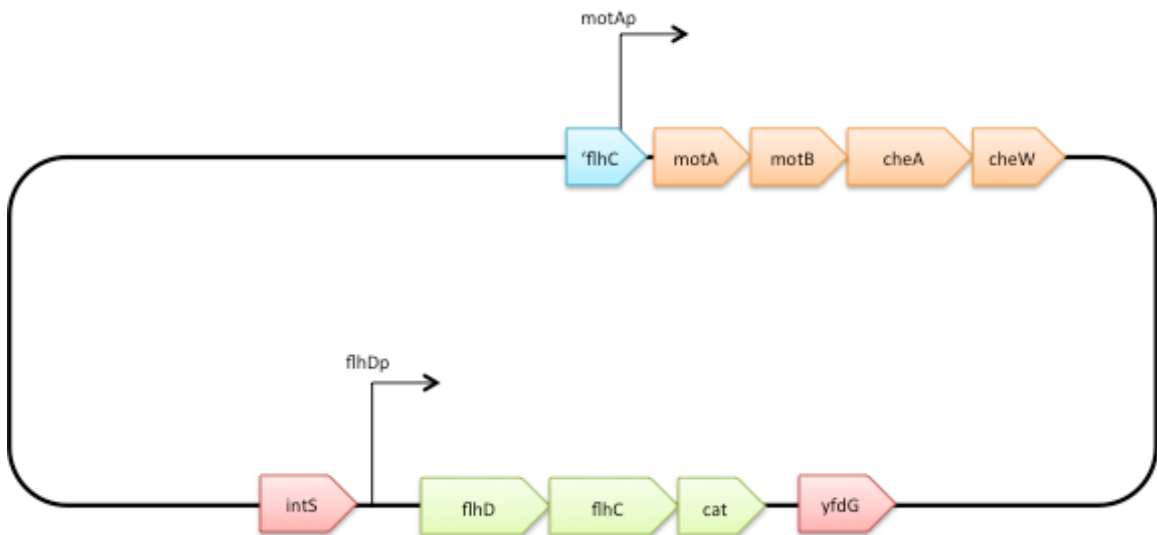 motAp
'flhC
motA
motB
cheA
cheW
flhDp
intS
flhD
flhC
cat
yfdG